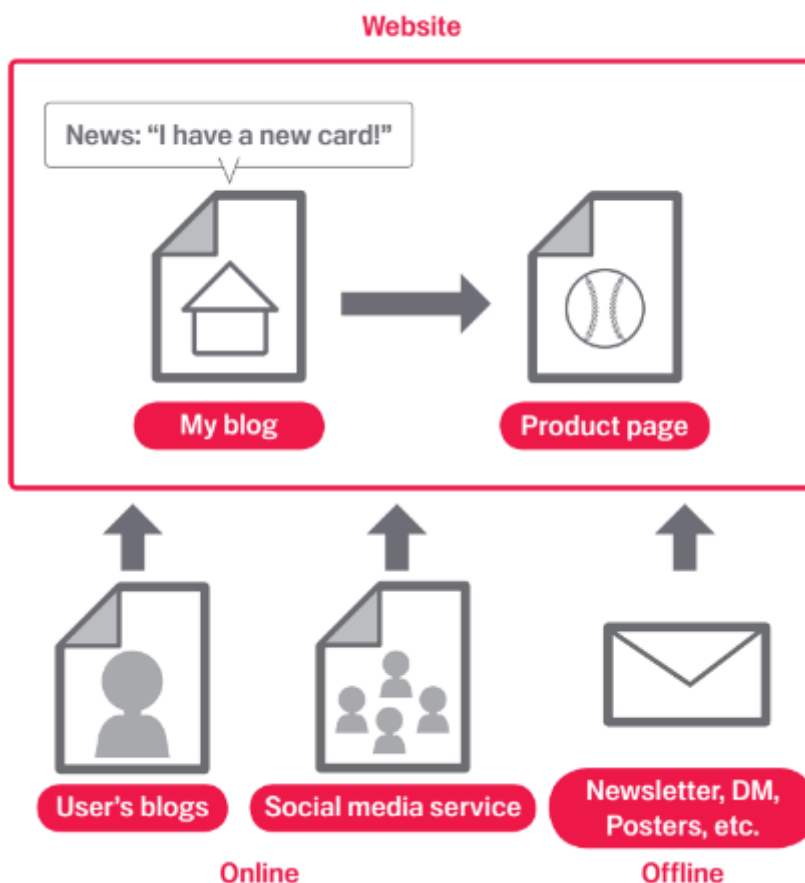 Website
News: “I have a new card!”
My blog
Product page
User’s blogs
Social media service
Newsletter, DM,
Posters, etc.
Online
Offline